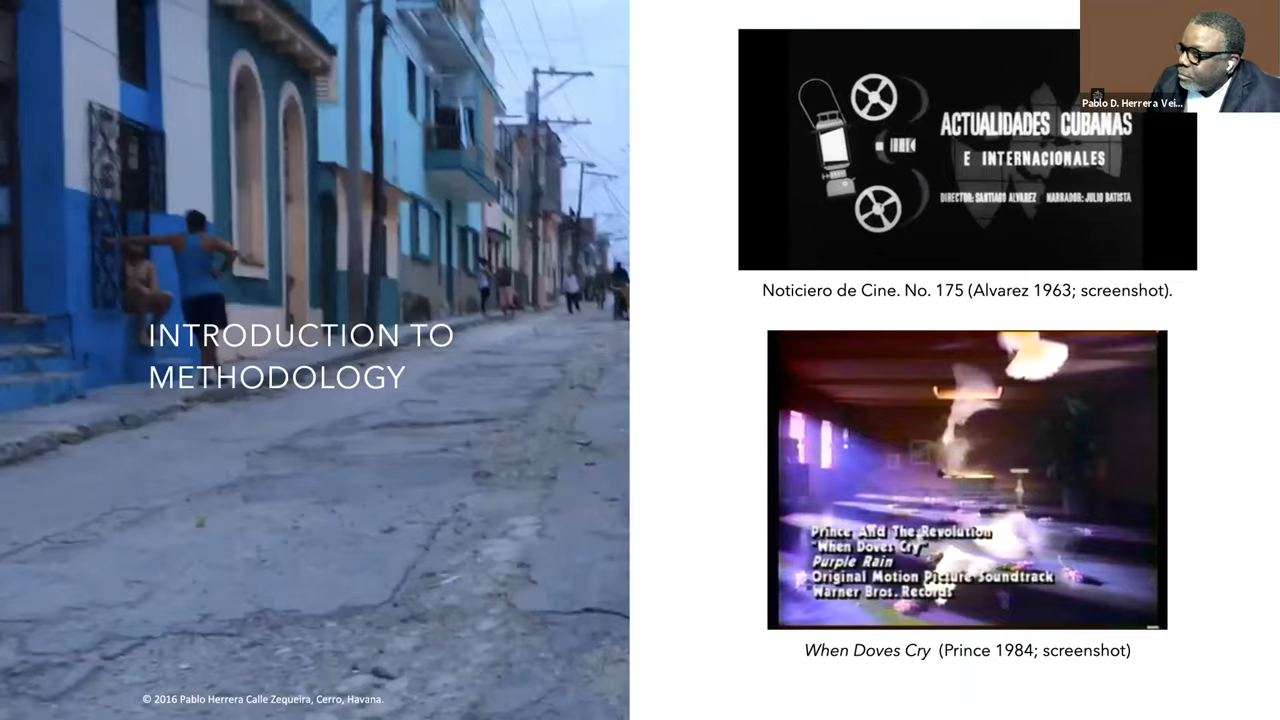 INTRODUCTION TO
METHODOLOGY
© 2016 Pablo Herrera Calle Zequeira, Cerro, Havana.
ACTUALIDADES CUBANAS
E INTERNACIONALES
DIRECTOR: SANTIAGO ALVAREZ NARRADOR: JULIO BATISTA
Pablo D. Herrera Vei...
Noticiero de Cine. No. 175 (Alvarez 1963; screenshot).
Prince And The Revolution
"When Doves Cry"
Purple Rain
Original Motion Picture Soundtrack
Warner Bros. Records
When Doves Cry (Prince 1984; screenshot)